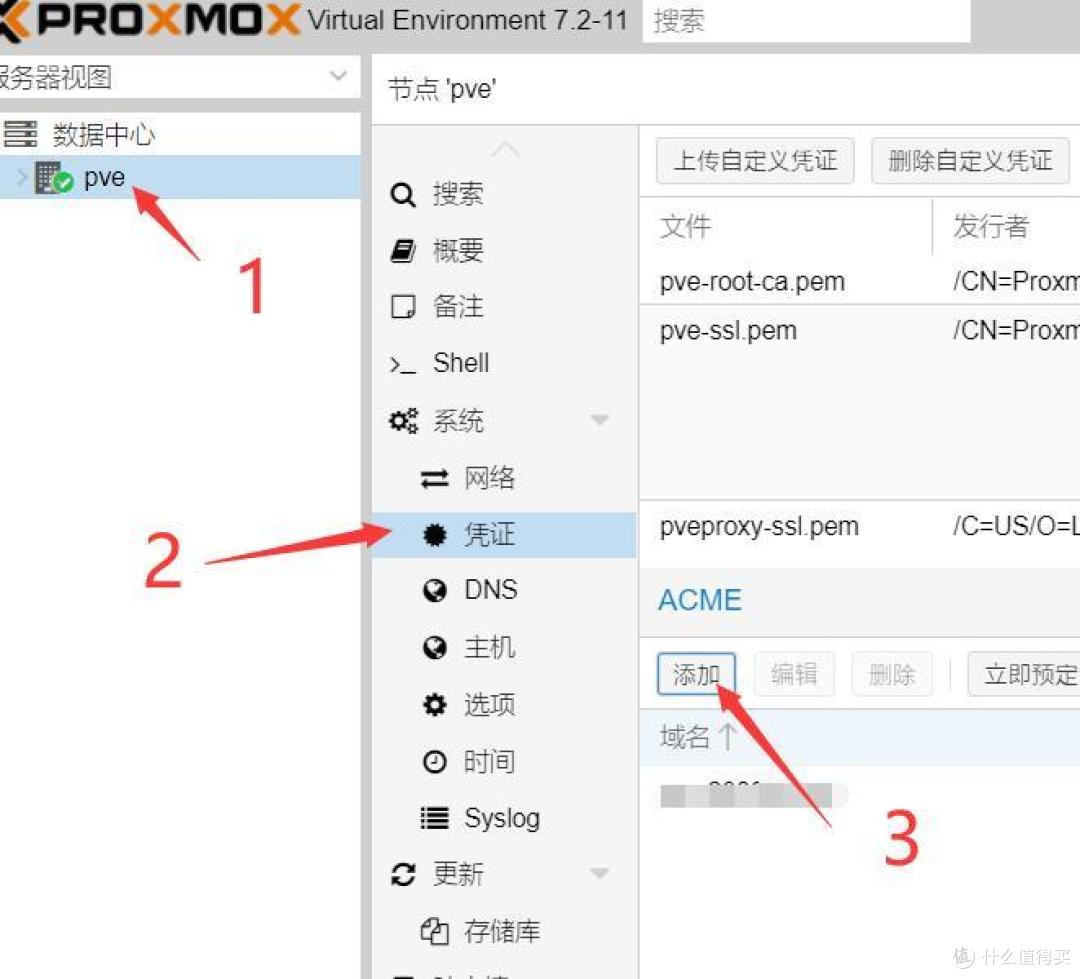 PROXMOX Virtual Environment 7.2-11 搜索
服务器视图
数据中心
pve
1
节点 'pve'
搜索
概要
备注
Shell
系统
网络
凭证
2
DNS
主机
选项
时间
Syslog
更新
存储库
上传自定义凭证 删除自定义凭证
文件 发行者
pve-root-ca.pem /CN=Proxm
pve-ssl.pem /CN=Proxm
pveproxy-ssl.pem /C=US/O=L
ACME
添加 编辑 删除 立即预定
域名
3
值 什么值得买